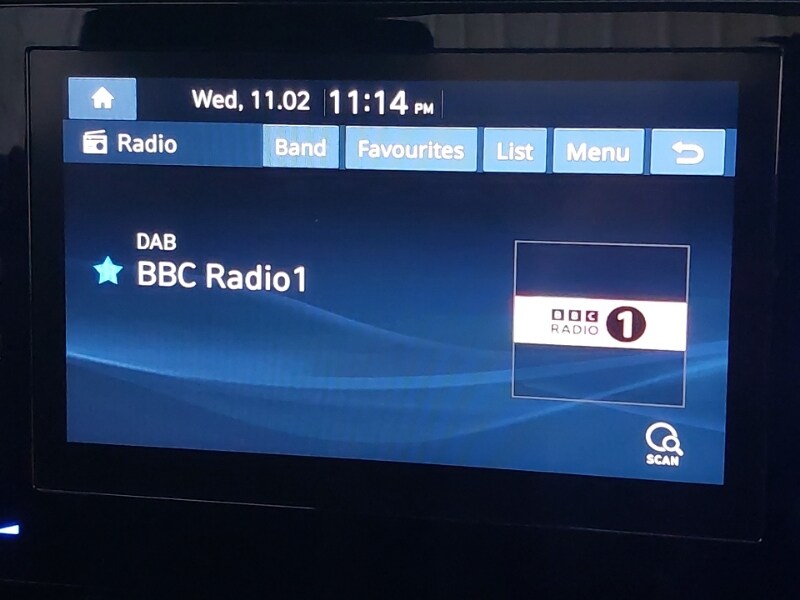 Wed, 11.02 11:14 PM
Radio Band Favourites List Menu
DAB
BBC Radio1
BBC
RADIO 1
SCAN